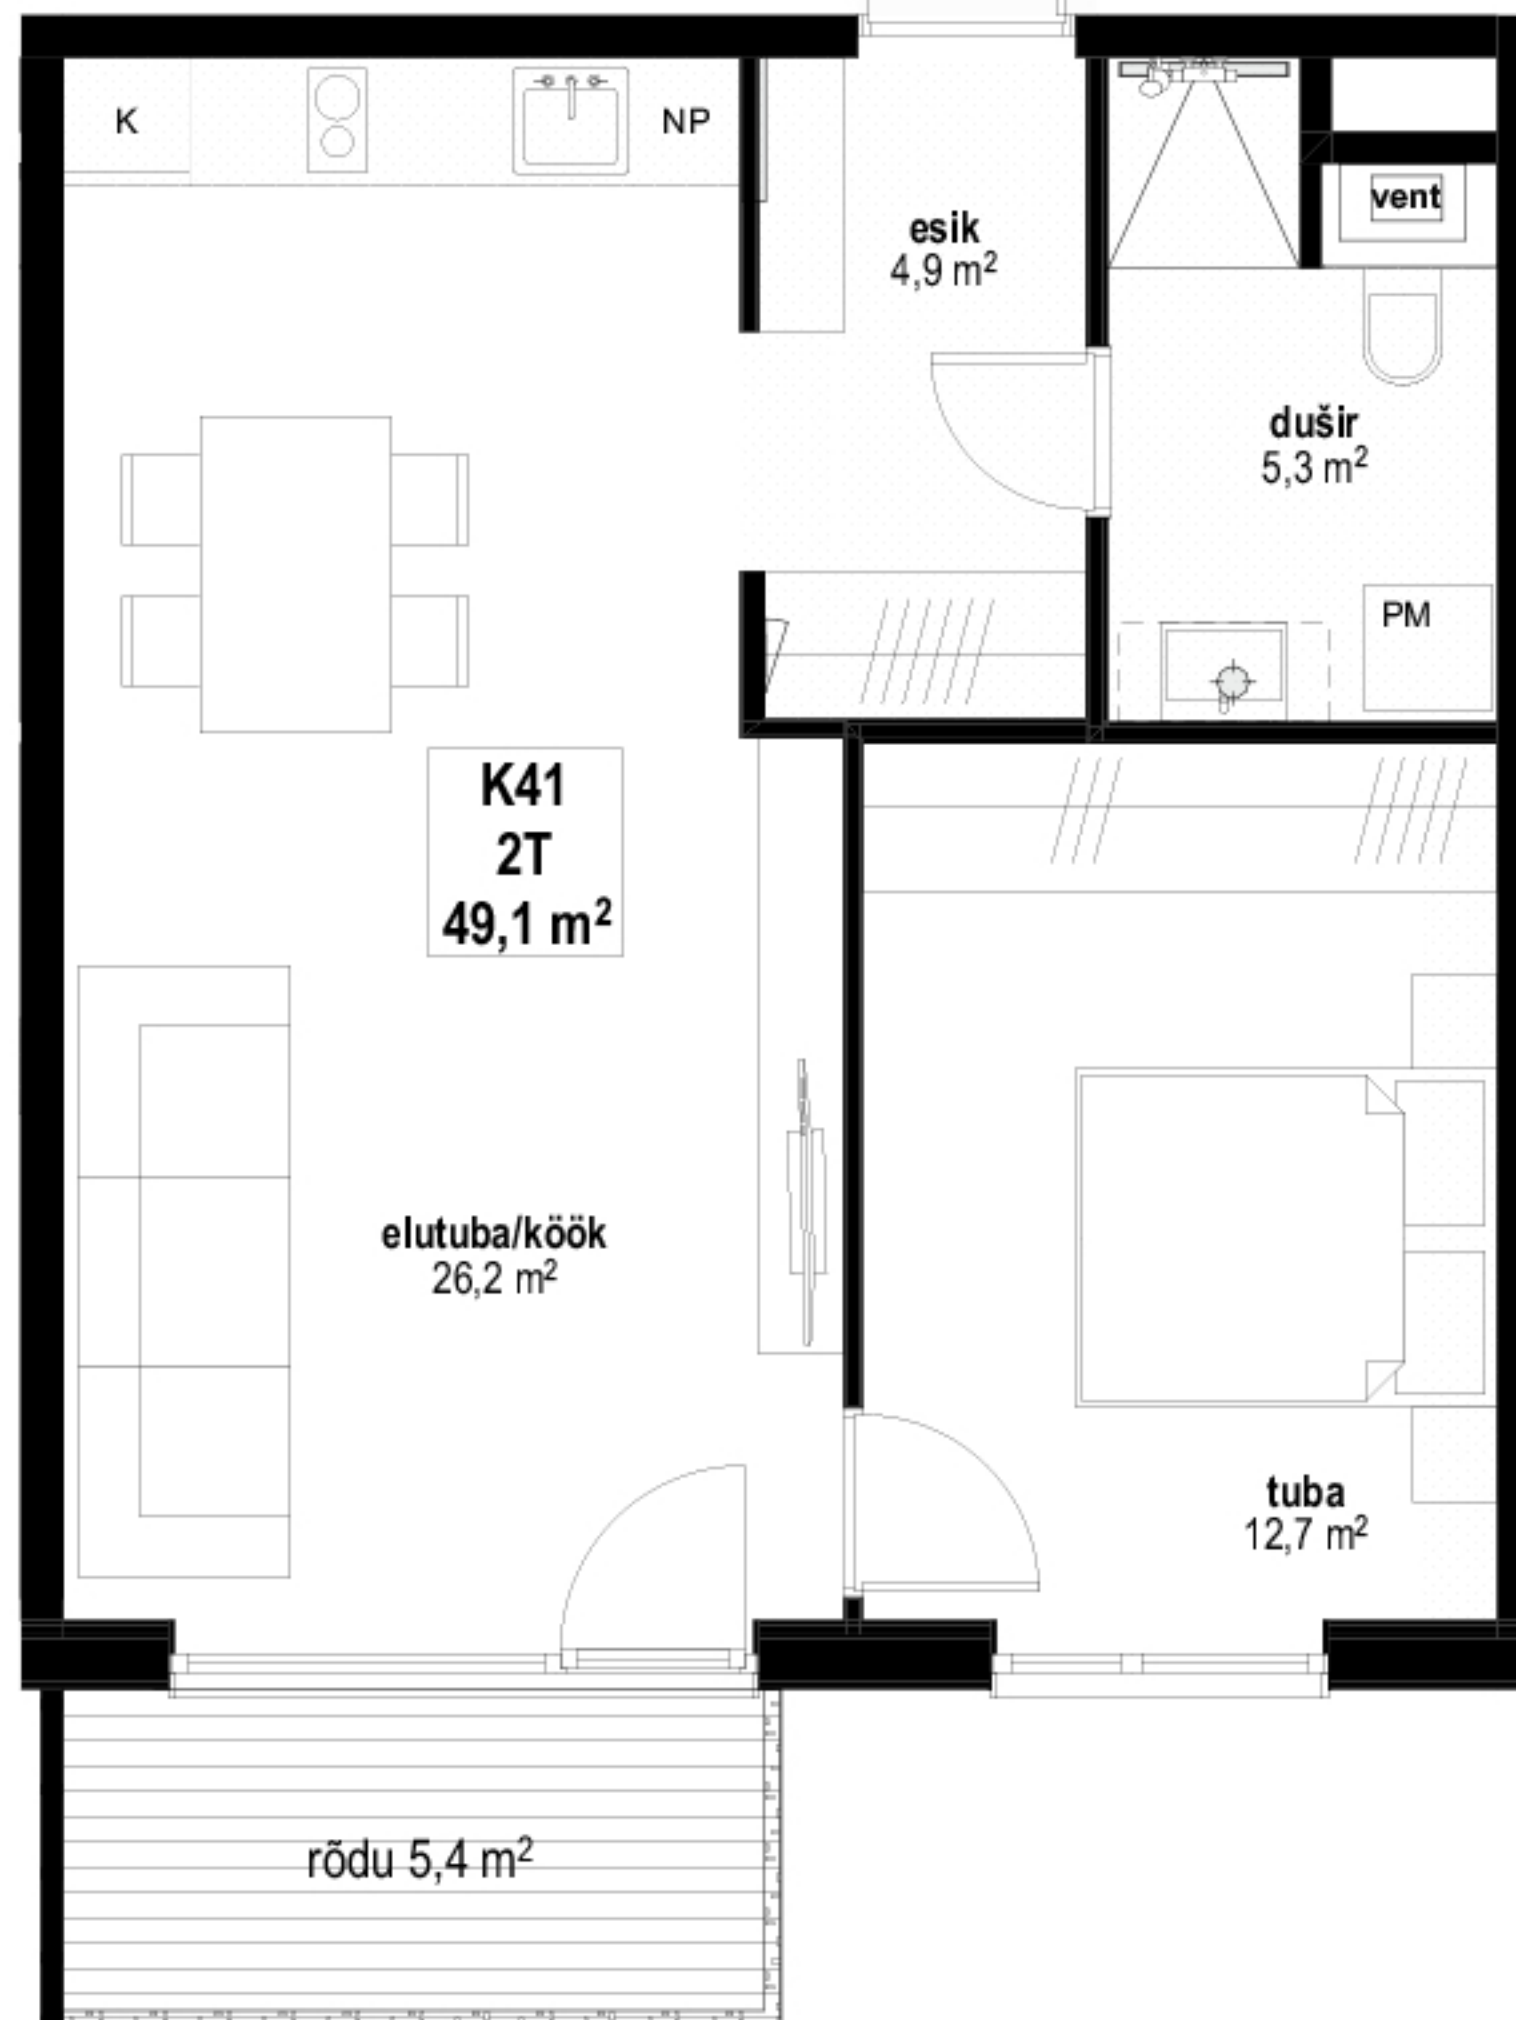 K
NP
vent
esik
4,9 m²
dušir
5,3 m²
PM
K41
2T
49,1 m²
elutuba/köök
26,2 m²
tuba
12,7 m²
rõdu 5,4 m²